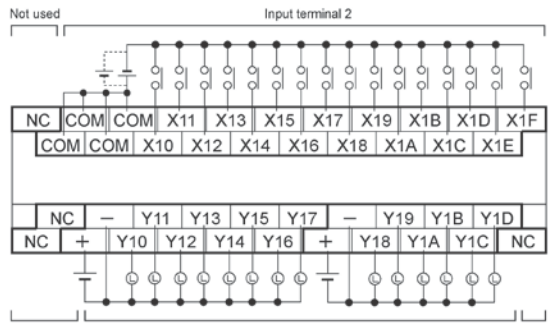 Not used Input terminal 2
NC COM COM X11 X13 X15 X17 X19 X1B X1D X1F
COM COM X10 X12 X14 X16 X18 X1A X1C X1E
NC − Y11 Y13 Y15 Y17 − Y19 Y1B Y1D
NC + Y10 Y12 Y14 Y16 + Y18 Y1A Y1C NC
L L L L L L L L L L L L L L